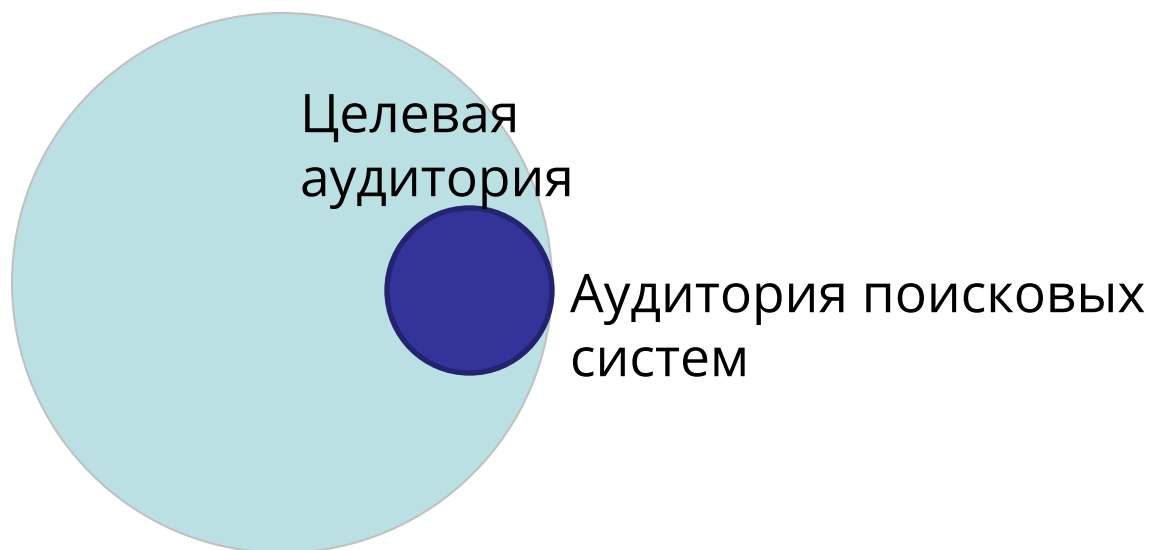 Целевая
аудитория
Аудитория поисковых
систем